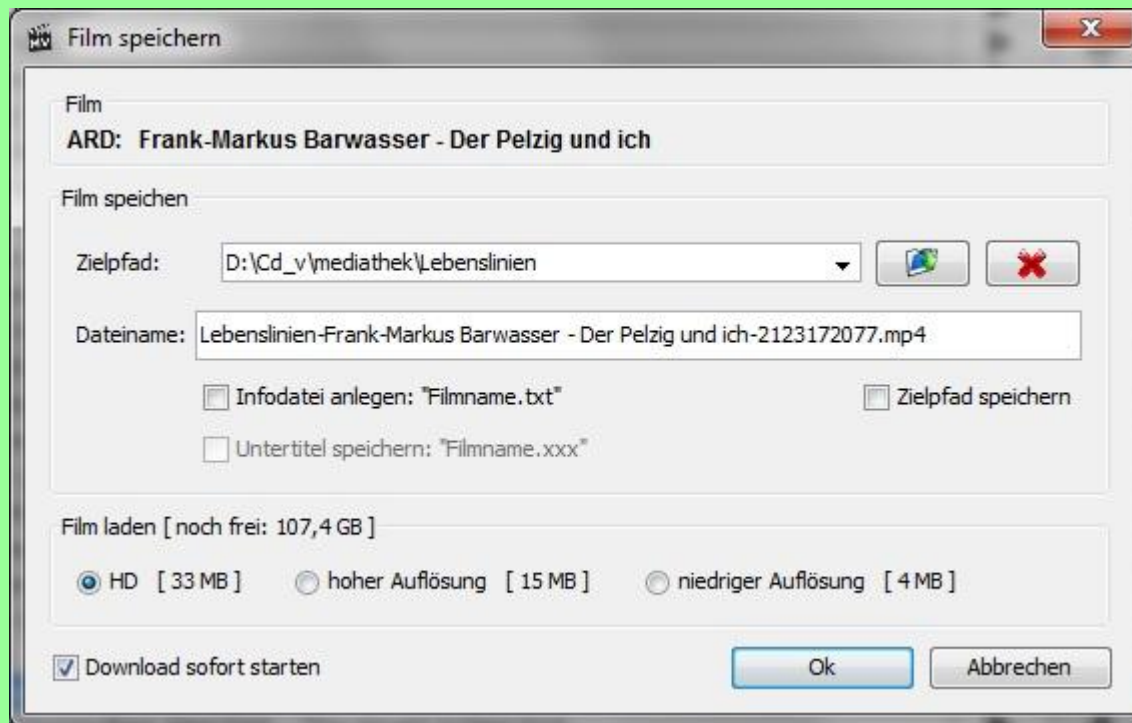 Film speichern
Film
ARD: Frank-Markus Barwasser - Der Pelzig und ich
Film speichen
Zielpfad: D:\Cd_v\mediathek\Lebenslinien
Dateiname: Lebenslinien-Frank-Markus Barwasser - Der Pelzig und ich-2123172077.mp4
Infodatei anlegen: "Filmname.txt" Zielpfad speichern
Untertitel speichern: "Filmname.xxx"
Film laden [ noch frei: 107,4 GB ]
HD [ 33 MB ] hoher Auflösung [ 15 MB ] niedriger Auflösung [ 4 MB ]
Download sofort starten Ok Abbrechen